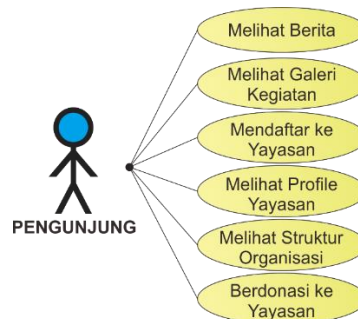 Melihat Berita
Melihat Galeri
Kegiatan
Mendaftar ke
Yayasan
Melihat Profile
Yayasan
PENGUNJUNG
Melihat Struktur
Organisasi
Berdonasi ke
Yayasan